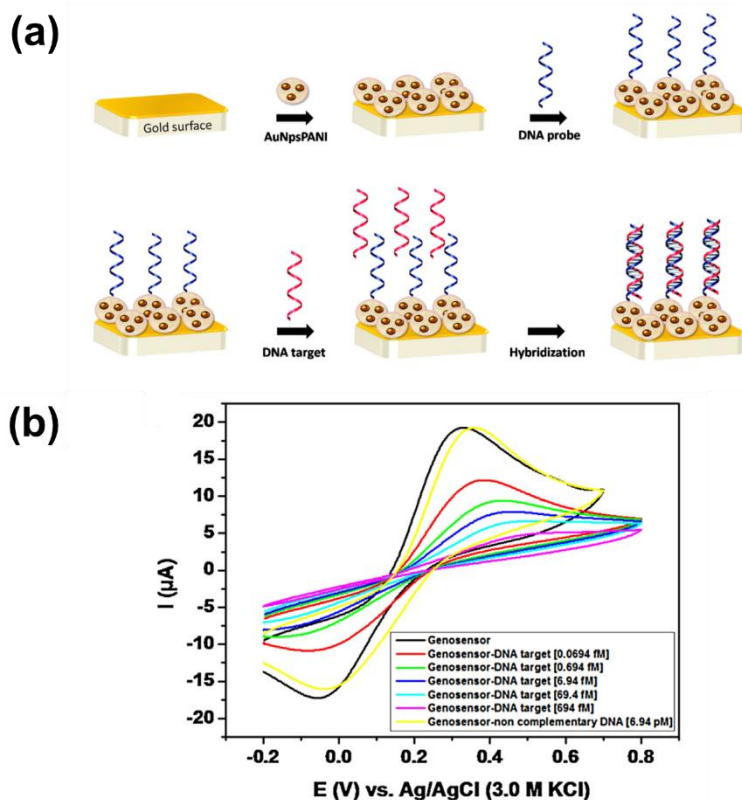 (a)
Gold surface
AuNpsPANI
DNA probe
DNA target
Hybridization
(b)
20
15
10
5
0
-5
-10
-15
-20
I (µA)
Genosensor
Genosensor-DNA target [0.0694 fM]
Genosensor-DNA target [0.694 fM]
Genosensor-DNA target [6.94 fM]
Genosensor-DNA target [69.4 fM]
Genosensor-DNA target [694 fM]
Genosensor-non complementary DNA [6.94 pM]
-0.2 0.0 0.2 0.4 0.6 0.8
E (V) vs. Ag/AgCl (3.0 M KCl)